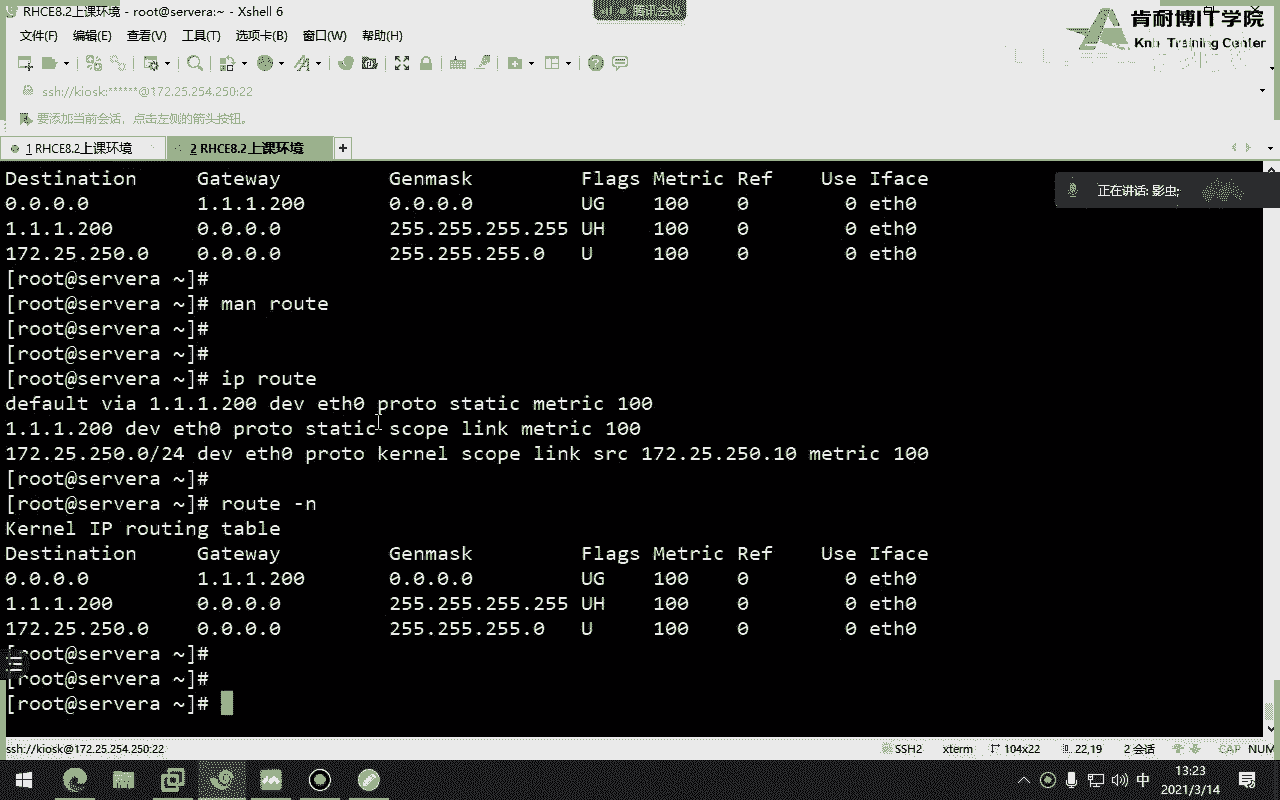 RHCE8.2上课环境 - root@servera:~ - Xshell 6
腾讯会议
肯耐博IT学院
Training Center
文件(F) 编辑(E) 查看(V) 工具(T) 选项卡(B) 窗口(W) 帮助(H)
ssh://kiosk:******@172.25.254.250:22
要添加当前会话，点击左侧的箭头按钮。
1 RHCE8.2上课环境 2 RHCE8.2上课环境 +
正在讲话: 影虫;
Destination Gateway Genmask Flags Metric Ref Use Iface
0.0.0.0 1.1.1.200 0.0.0.0 UG 100 0 0 eth0
1.1.1.200 0.0.0.0 255.255.255.255 UH 100 0 0 eth0
172.25.250.0 0.0.0.0 255.255.255.0 U 100 0 0 eth0
[root@servera ~]#
[root@servera ~]# man route
[root@servera ~]#
[root@servera ~]#
[root@servera ~]# ip route
default via 1.1.1.200 dev eth0 proto static metric 100
1.1.1.200 dev eth0 proto static scope link metric 100
172.25.250.0/24 dev eth0 proto kernel scope link src 172.25.250.10 metric 100
[root@servera ~]#
[root@servera ~]# route -n
Kernel IP routing table
Destination Gateway Genmask Flags Metric Ref Use Iface
0.0.0.0 1.1.1.200 0.0.0.0 UG 100 0 0 eth0
1.1.1.200 0.0.0.0 255.255.255.255 UH 100 0 0 eth0
172.25.250.0 0.0.0.0 255.255.255.0 U 100 0 0 eth0
[root@servera ~]#
[root@servera ~]#
[root@servera ~]#
ssh://kiosk@172.25.254.250:22 SSH2 xterm 104x22 22,19 2 会话 CAP NUM
中 13:23
2021/3/14